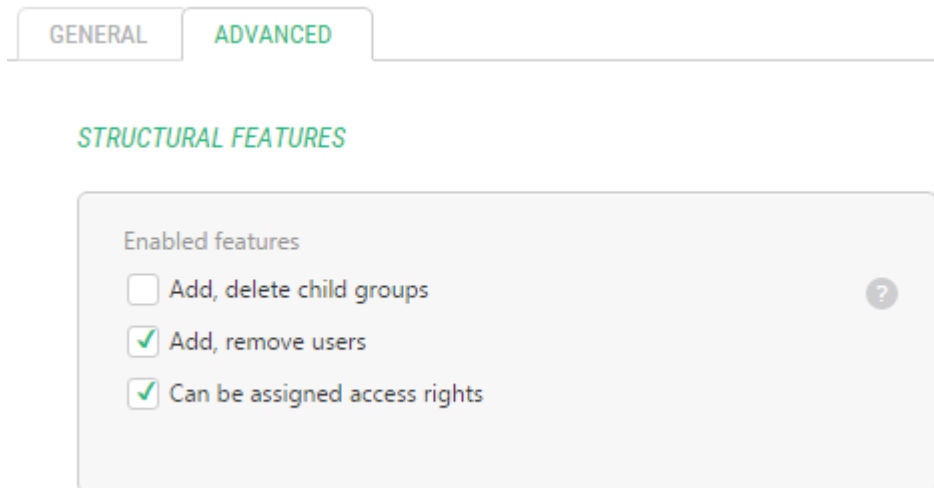 GENERAL ADVANCED
STRUCTURAL FEATURES
Enabled features
Add, delete child groups ?
Add, remove users
Can be assigned access rights